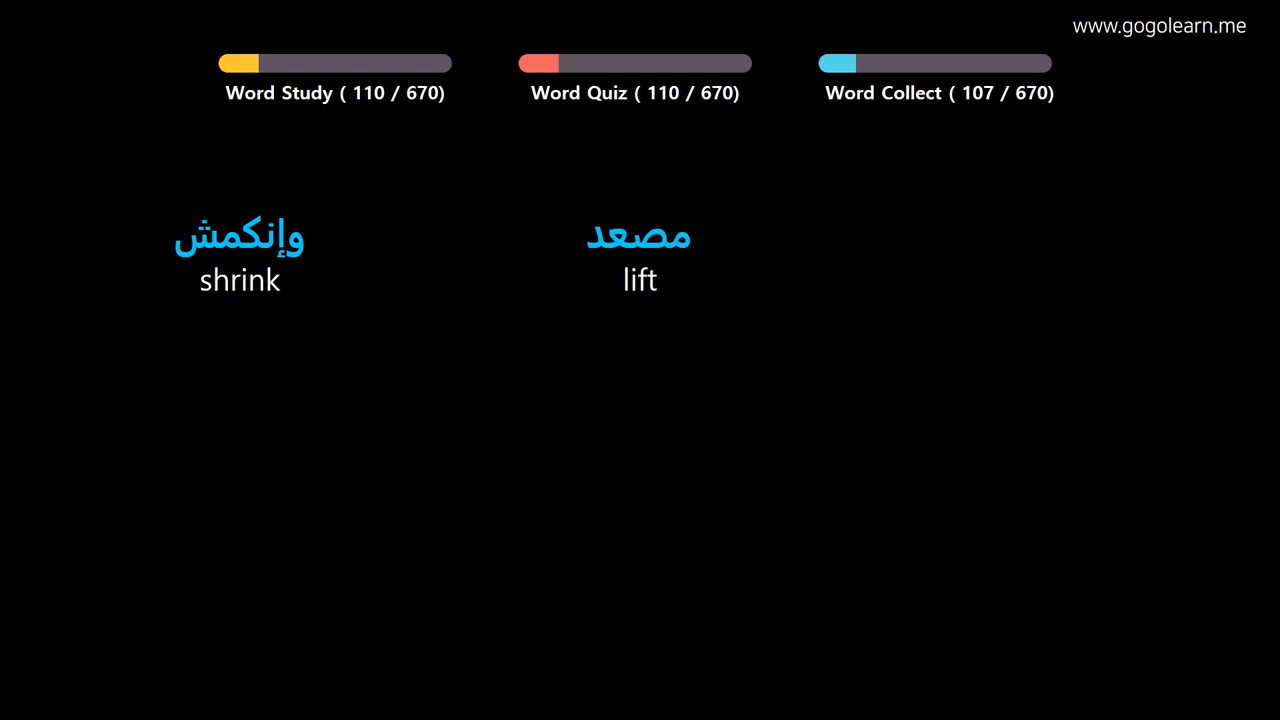 www.gogolearn.me
Word Study ( 110 / 670)
Word Quiz ( 110 / 670)
Word Collect ( 107 / 670)
وإنكمش
shrink
مصعد
lift